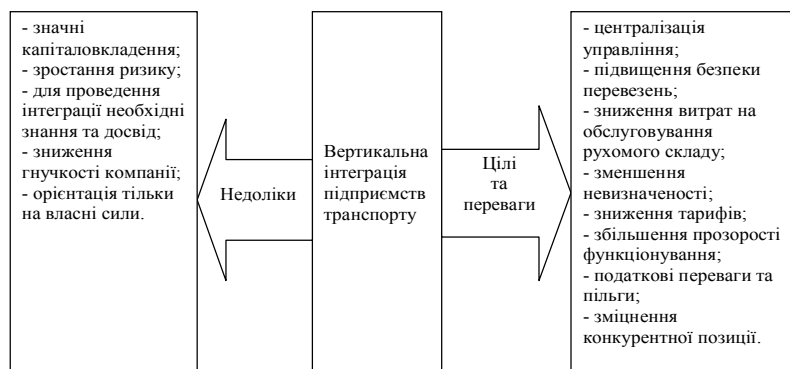 - значні
капіталовкладення;
- зростання ризику;
- для проведення
інтеграції необхідні
знання та досвід;
- зниження
гнучкості компанії;
- орієнтація тільки
на власні сили.
Недоліки
Вертикальна
інтеграція
підприємств
транспорту
Цілі
та
переваги
- централізація
управління;
- підвищення безпеки
перевезень;
- зниження витрат на
обслуговування
рухомого складу;
- зменшення
невизначеності;
- зниження тарифів;
- збільшення прозорості
функціонування;
- податкові переваги та
пільги;
- зміцнення
конкурентної позиції.